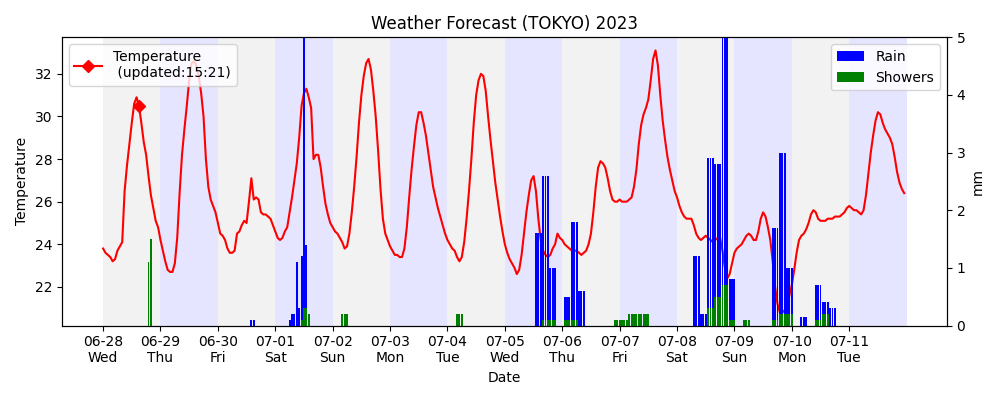 Weather Forecast (TOKYO) 2023
Temperature
(updated:15:21)
Rain
Showers
Temperature
32
30
28
26
24
22
mm
5
4
3
2
1
0
06-28 06-29 06-30 07-01 07-02 07-03 07-04 07-05 07-06 07-07 07-08 07-09 07-10 07-11
Wed Thu Fri Sat Sun Mon Tue Wed Thu Fri Sat Sun Mon Tue
Date